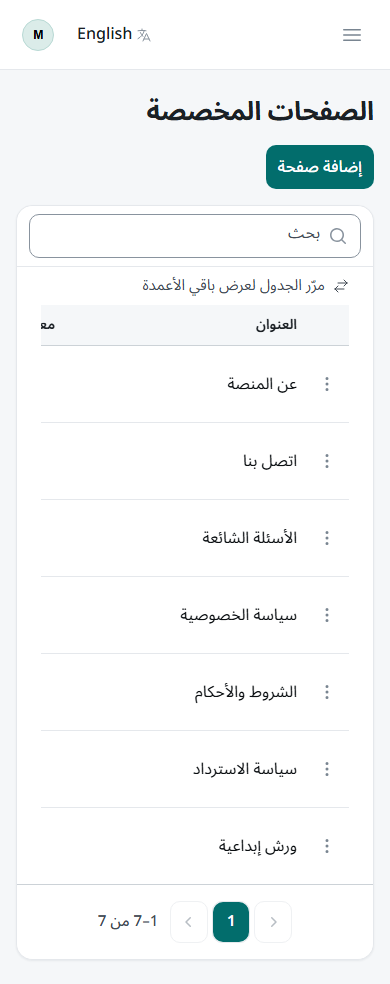 English
M
الصفحات المخصصة
إضافة صفحة
بحث
مرّر الجدول لعرض باقي الأعمدة
العنوان
عن المنصة
اتصل بنا
الأسئلة الشائعة
سياسة الخصوصية
الشروط والأحكام
سياسة الاسترداد
ورش إبداعية
1
1–7 من 7